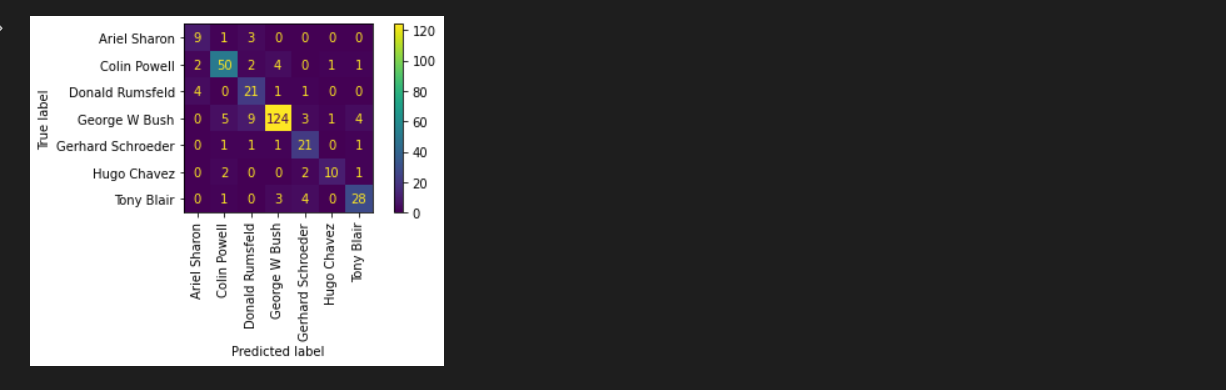 Ariel Sharon 9 1 3 0 0 0 0
Colin Powell 2 50 2 4 0 1 1
Donald Rumsfeld 4 0 21 1 1 0 0
George W Bush 0 5 9 124 3 1 4
Gerhard Schroeder 0 1 1 1 21 0 1
Hugo Chavez 0 2 0 0 2 10 1
Tony Blair 0 1 0 3 4 0 28
True label
Ariel Sharon
Colin Powell
Donald Rumsfeld
George W Bush
Gerhard Schroeder
Hugo Chavez
Tony Blair
Predicted label
120
100
80
60
40
20
0